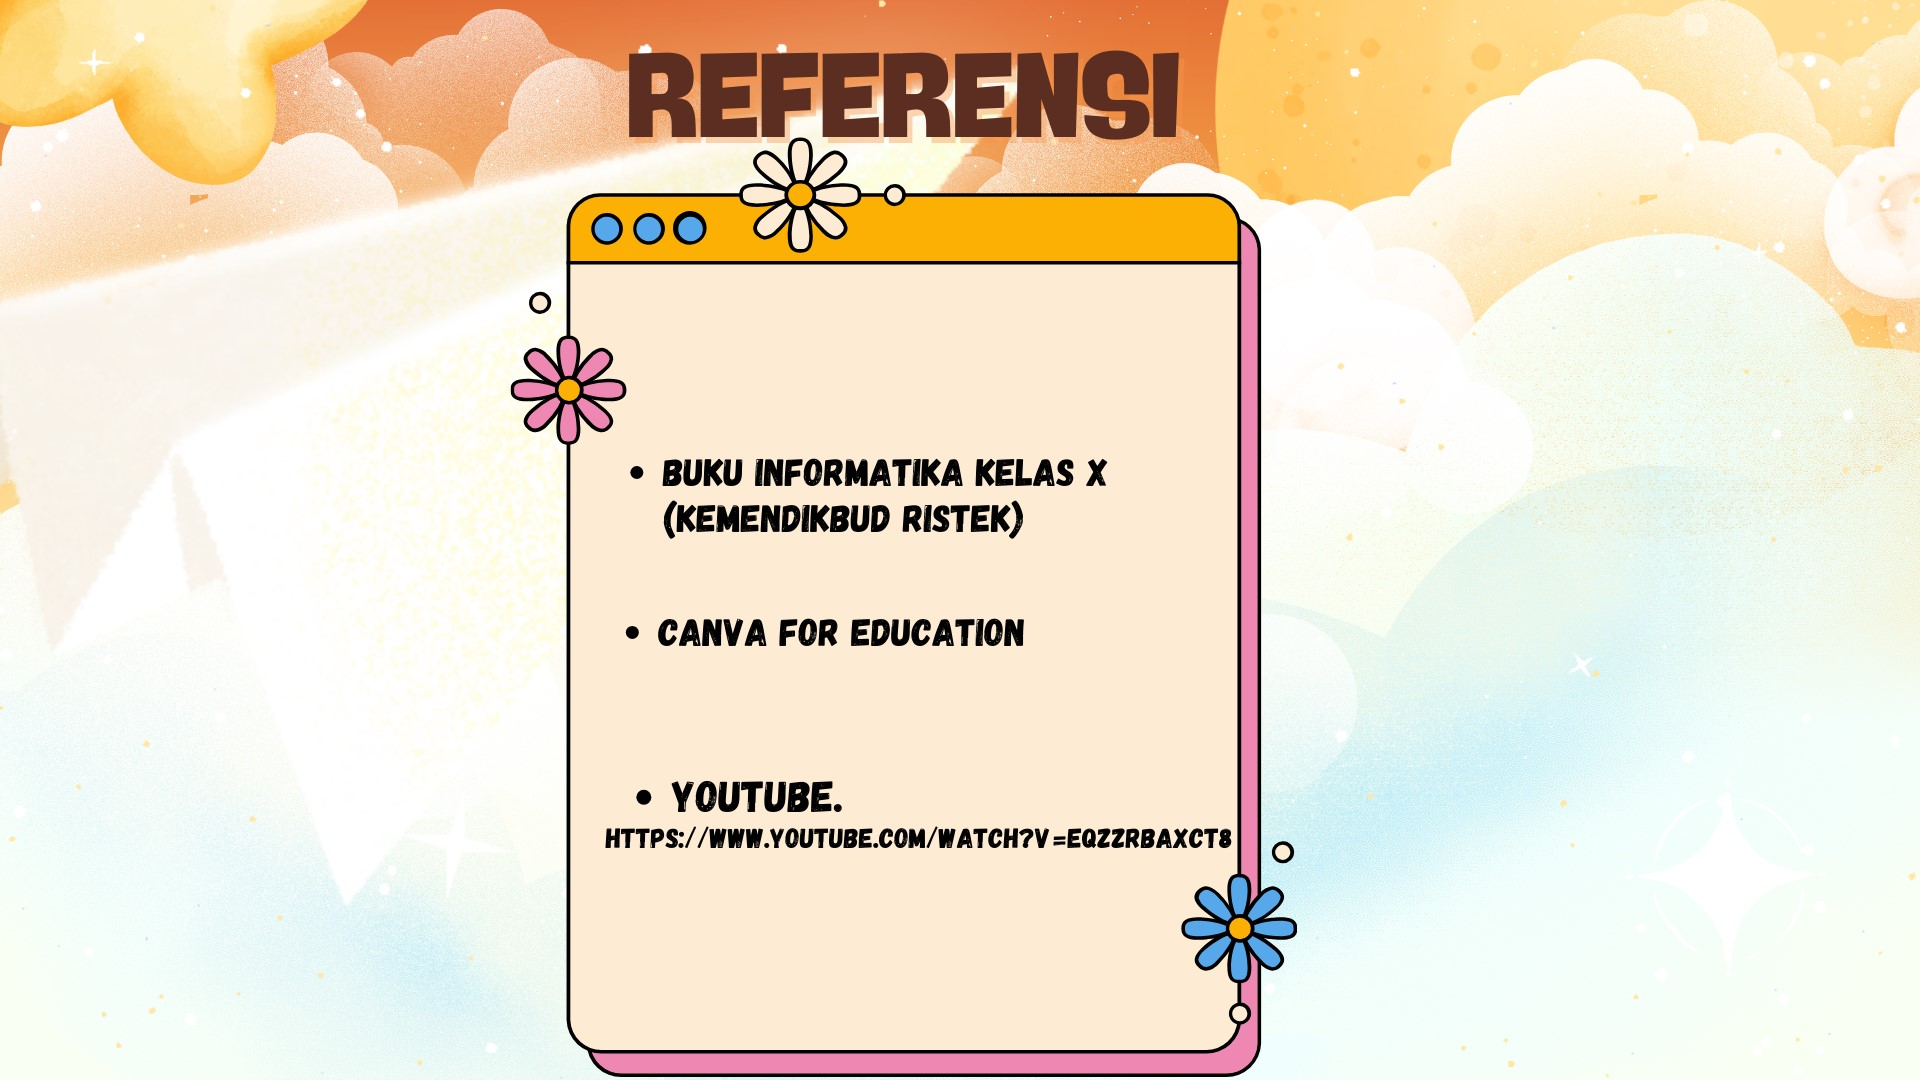 REFERENSI
• BUKU INFORMATIKA KELAS X
(KEMENDIKBUD RISTEK)
• CANVA FOR EDUCATION
• YOUTUBE.
HTTPS://WWW.YOUTUBE.COM/WATCH?V=EQZZRBAXCT8